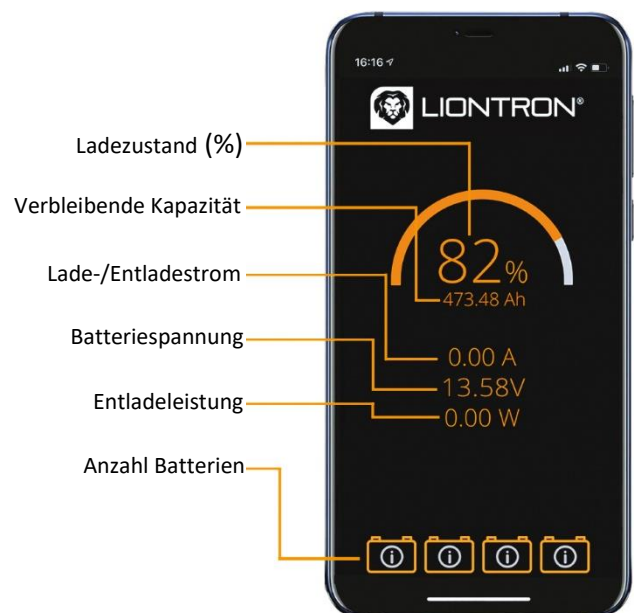 16:16
LIONTRON®
Ladezustand (%)
Verbleibende Kapazität
82%
Lade-/Entladestrom
473.48 Ah
Batteriespannung
0.00 A
13.58V
Entladeleistung
0.00 W
Anzahl Batterien
i i i i